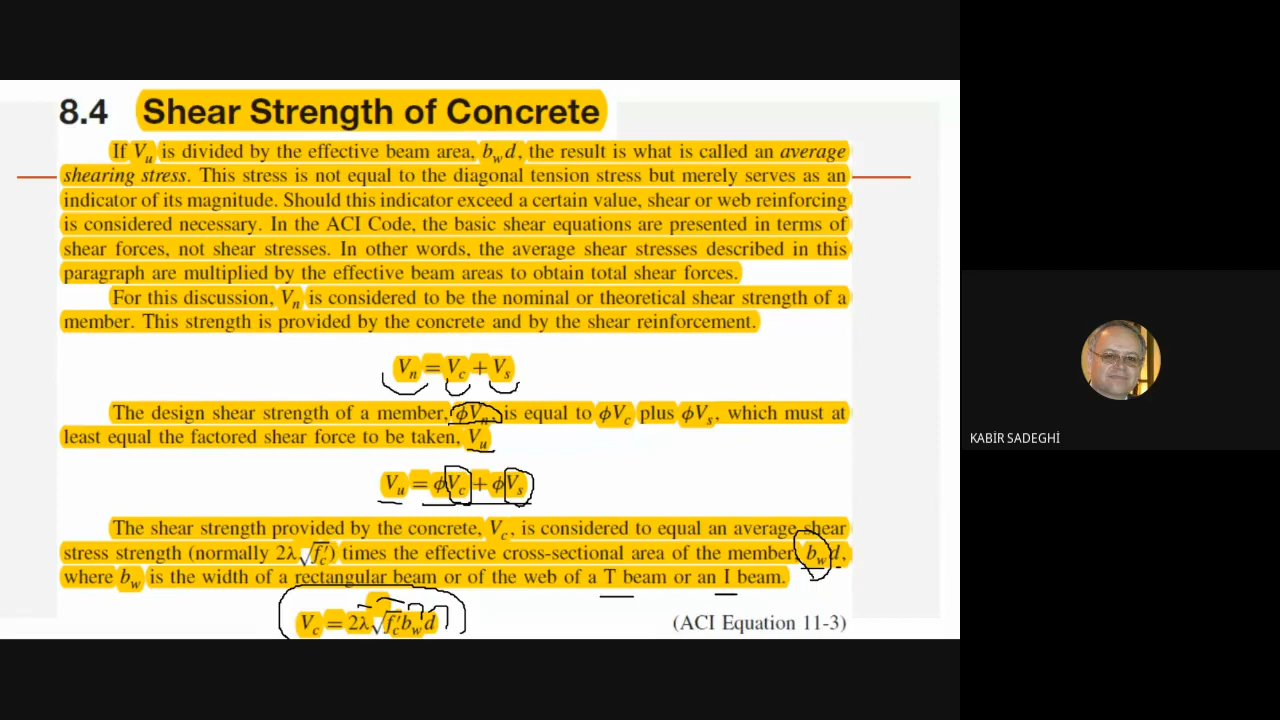 8.4 Shear Strength of Concrete
If Vu is divided by the effective beam area, bwd, the result is what is called an average
shearing stress. This stress is not equal to the diagonal tension stress but merely serves as an
indicator of its magnitude. Should this indicator exceed a certain value, shear or web reinforcing
is considered necessary. In the ACI Code, the basic shear equations are presented in terms of
shear forces, not shear stresses. In other words, the average shear stresses described in this
paragraph are multiplied by the effective beam areas to obtain total shear forces.
For this discussion, Vn is considered to be the nominal or theoretical shear strength of a
member. This strength is provided by the concrete and by the shear reinforcement.
Vn = Vc + Vs
The design shear strength of a member, ϕVn, is equal to ϕVc plus ϕVs, which must at
least equal the factored shear force to be taken, Vu
Vu = ϕVc + ϕVs
The shear strength provided by the concrete, Vc, is considered to equal an average shear
stress strength (normally 2λ√f′c) times the effective cross-sectional area of the member, bwd,
where bw is the width of a rectangular beam or of the web of a T beam or an I beam.
Vc = 2λ√f′c bwd (ACI Equation 11-3)
KABİR SADEGHİ